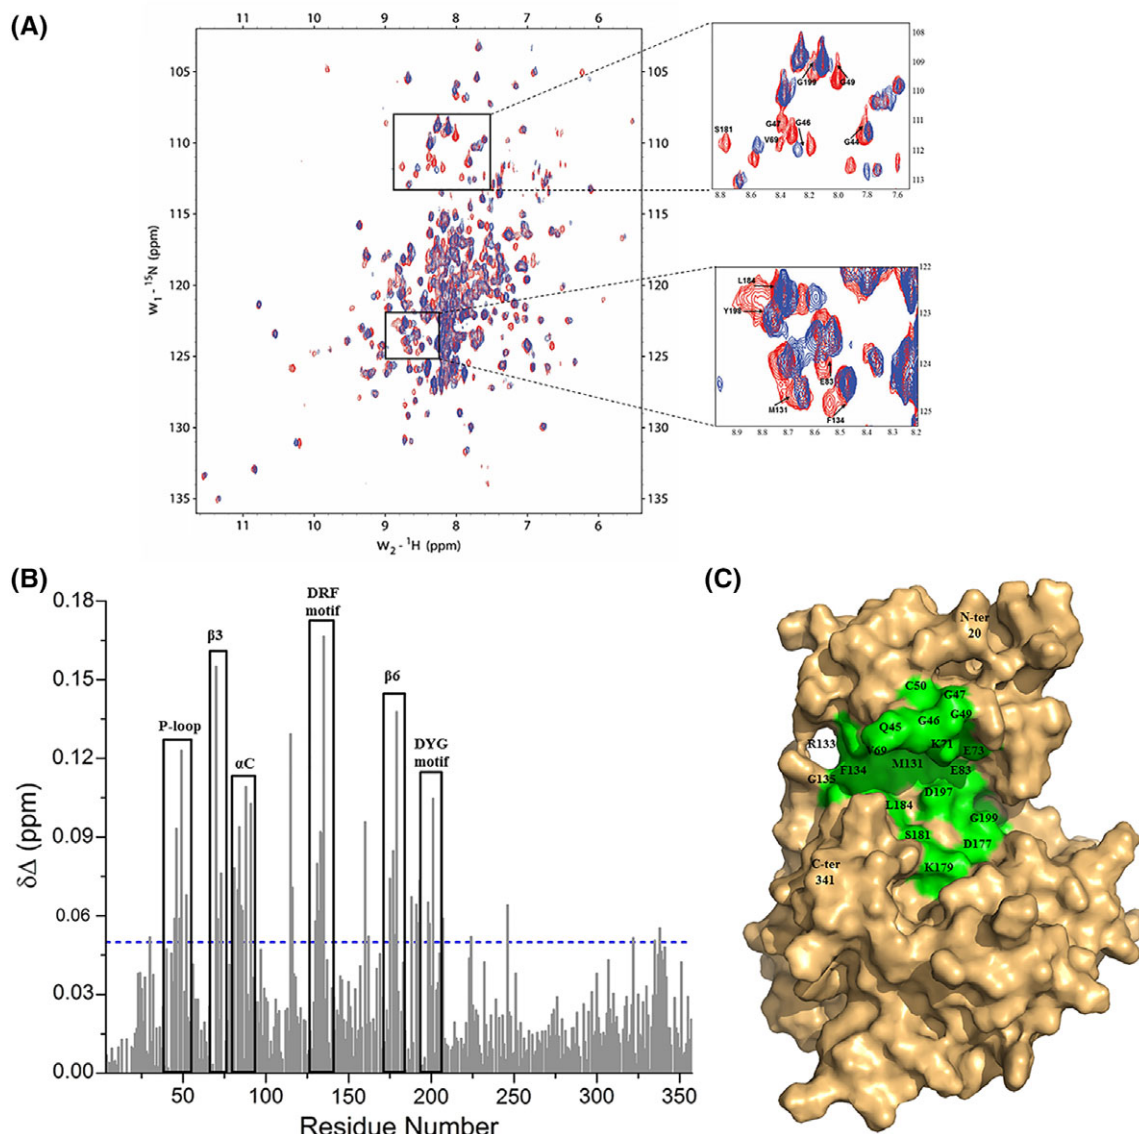 (A)
11 10 9 8 7 6
105
110
115
120
125
130
135
105
110
115
120
125
130
135
11 10 9 8 7 6
W1 - 15N (ppm)
W2 - 1H (ppm)
108
109
110
111
112
113
G199
G49
G47
G46
S181
V69
G44
8.8 8.6 8.4 8.2 8.0 7.8 7.6
122
123
124
125
L184
E83
M131
F134
8.9 8.8 8.7 8.6 8.5 8.4 8.3 8.2
(B)
0.18
0.15
0.12
0.09
0.06
0.03
0.00
δΔ (ppm)
P-loop
β3
αC
DRF
motif
β6
DYG
motif
50 100 150 200 250 300 350
Residue Number
(C)
N-ter
20
C50
G47
Q45
G46
G49
R133
V69
K71
E73
M131
F134
E83
G135
D197
L184
G199
S181
D177
C-ter
341
K179